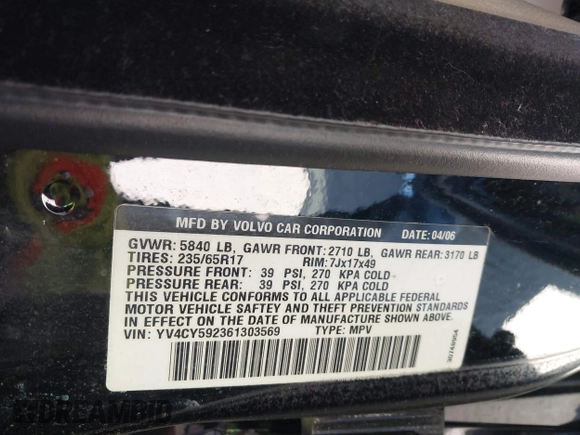 MFD BY VOLVO CAR CORPORATION DATE: 04/06
GVWR: 5840 LB, GAWR FRONT: 2710 LB, GAWR REAR: 3170 LB
TIRES: 235/65R17 RIM: 7Jx17x49
PRESSURE FRONT: 39 PSI, 270 KPA COLD
PRESSURE REAR: 39 PSI, 270 KPA COLD
THIS VEHICLE CONFORMS TO ALL APPLICABLE FEDERAL
MOTOR VEHICLE SAFTEY AND THEFT PREVENTION STANDARDS
IN EFFECT ON THE DATE OF MANUFACTURE SHOWN ABOVE.
VIN: YV4CY592361303569 TYPE: MPV
30748954
DREAMBID